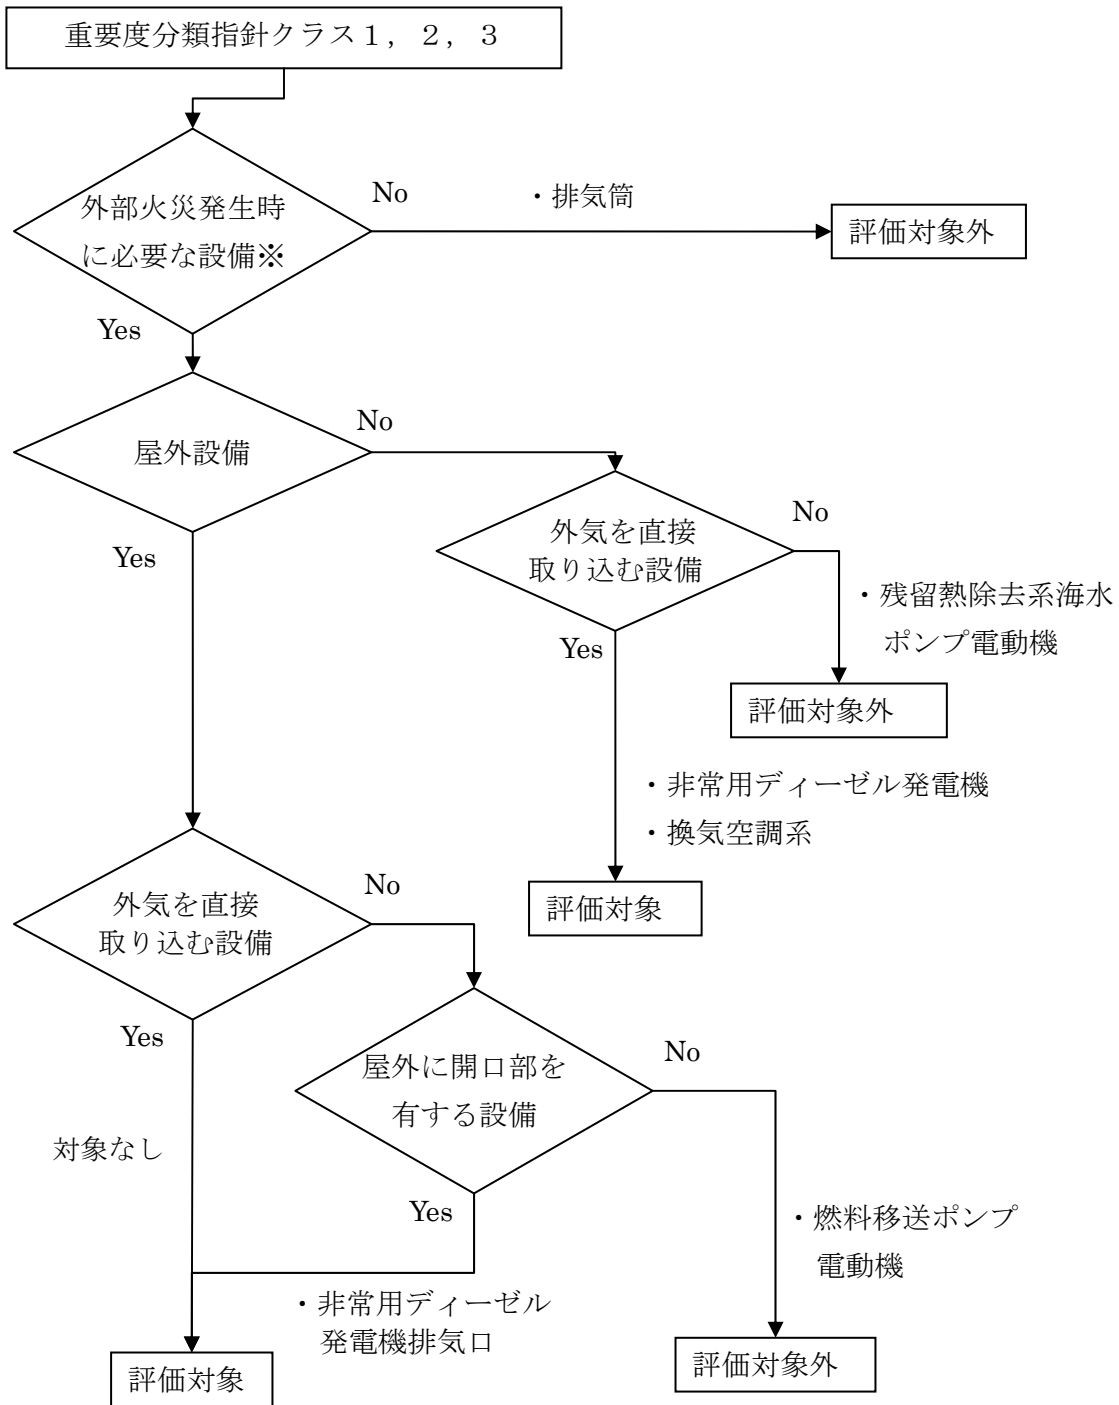 重要度分類指針クラス１，２，３
外部火災発生時
に必要な設備※
No
・排気筒
評価対象外
Yes
屋外設備
No
外気を直接
取り込む設備
No
・残留熱除去系海水
ポンプ電動機
評価対象外
Yes
・非常用ディーゼル発電機
・換気空調系
評価対象
Yes
外気を直接
取り込む設備
No
屋外に開口部を
有する設備
No
・燃料移送ポンプ
電動機
評価対象外
Yes
対象なし
Yes
・非常用ディーゼル
発電機排気口
評価対象